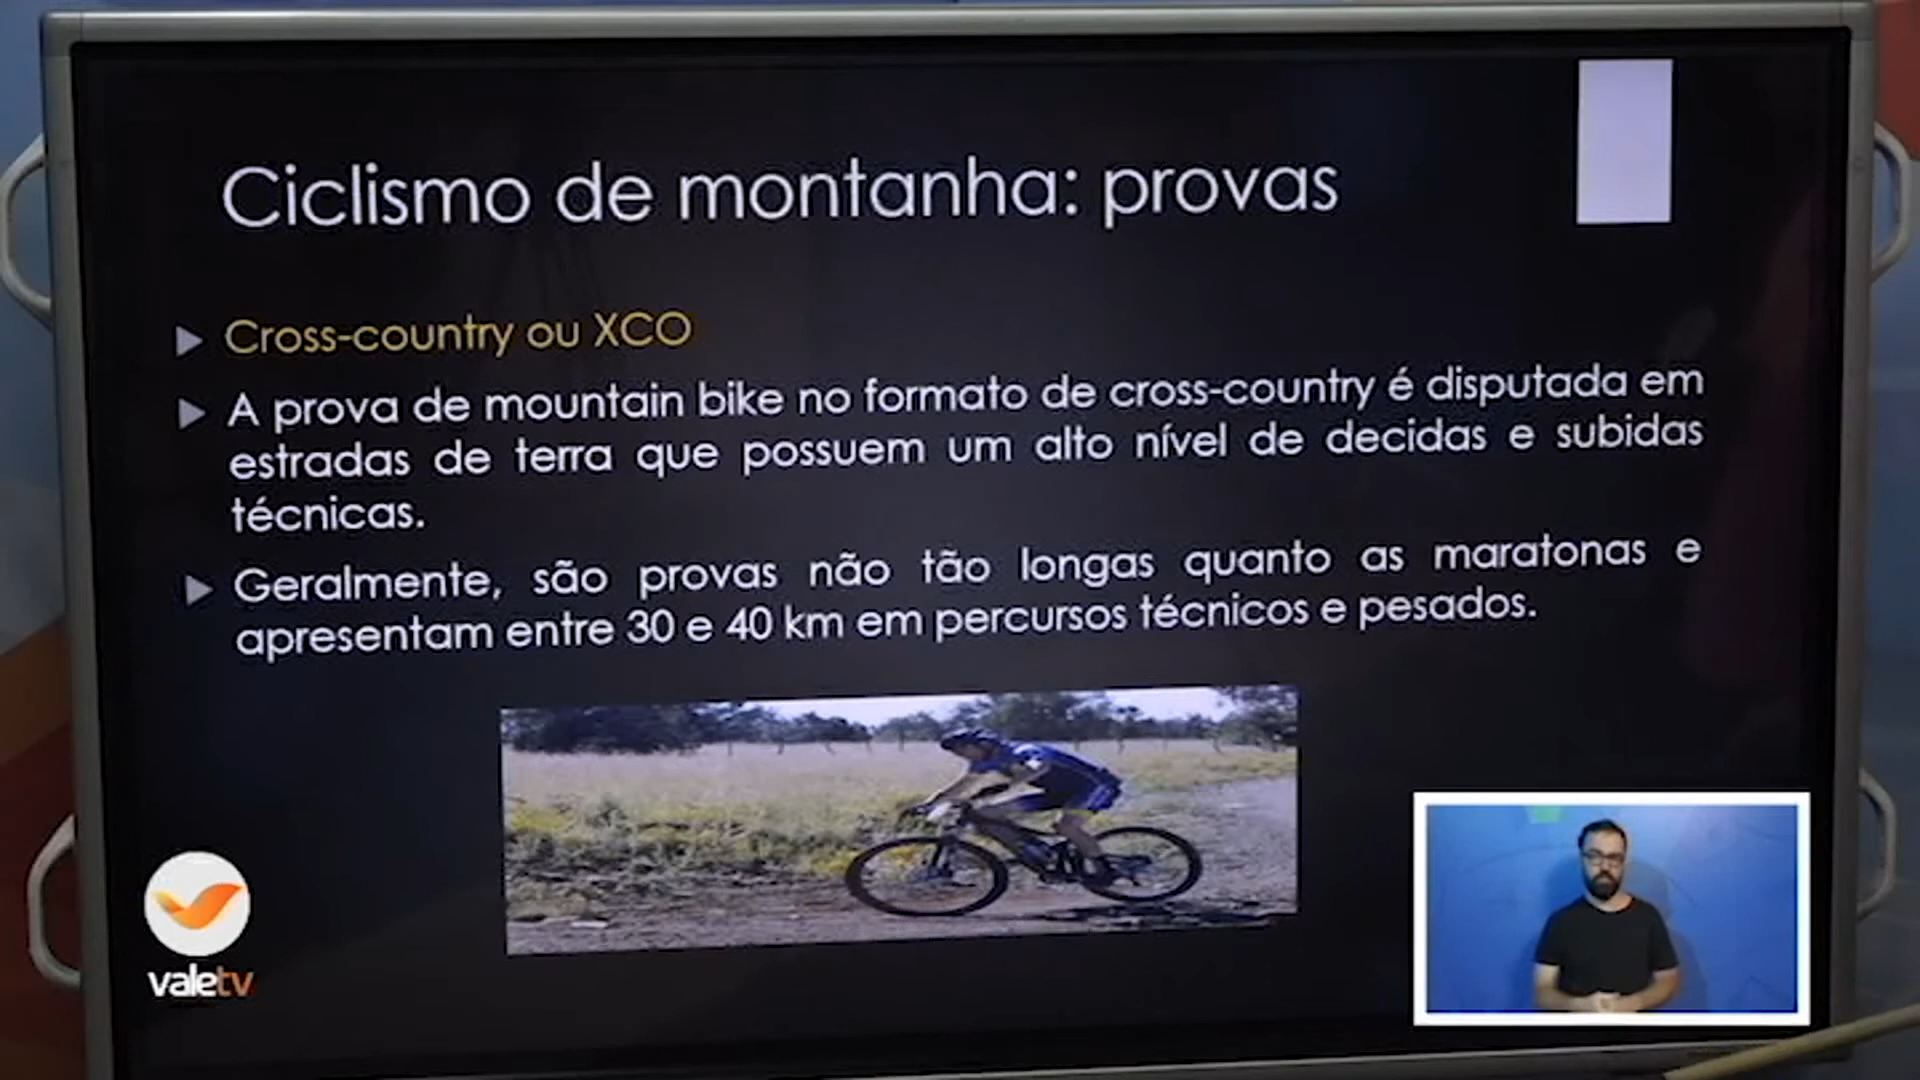 Ciclismo de montanha: provas
Cross-country ou XCO
A prova de mountain bike no formato de cross-country é disputada em
estradas de terra que possuem um alto nível de decidas e subidas
técnicas.
Geralmente, são provas não tão longas quanto as maratonas e
apresentam entre 30 e 40 km em percursos técnicos e pesados.
valetv